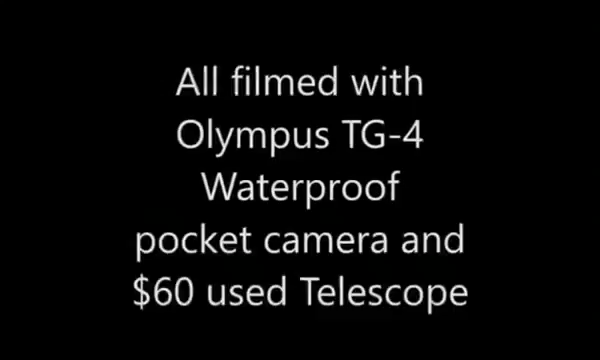 All filmed with
Olympus TG-4
Waterproof
pocket camera and
$60 used Telescope